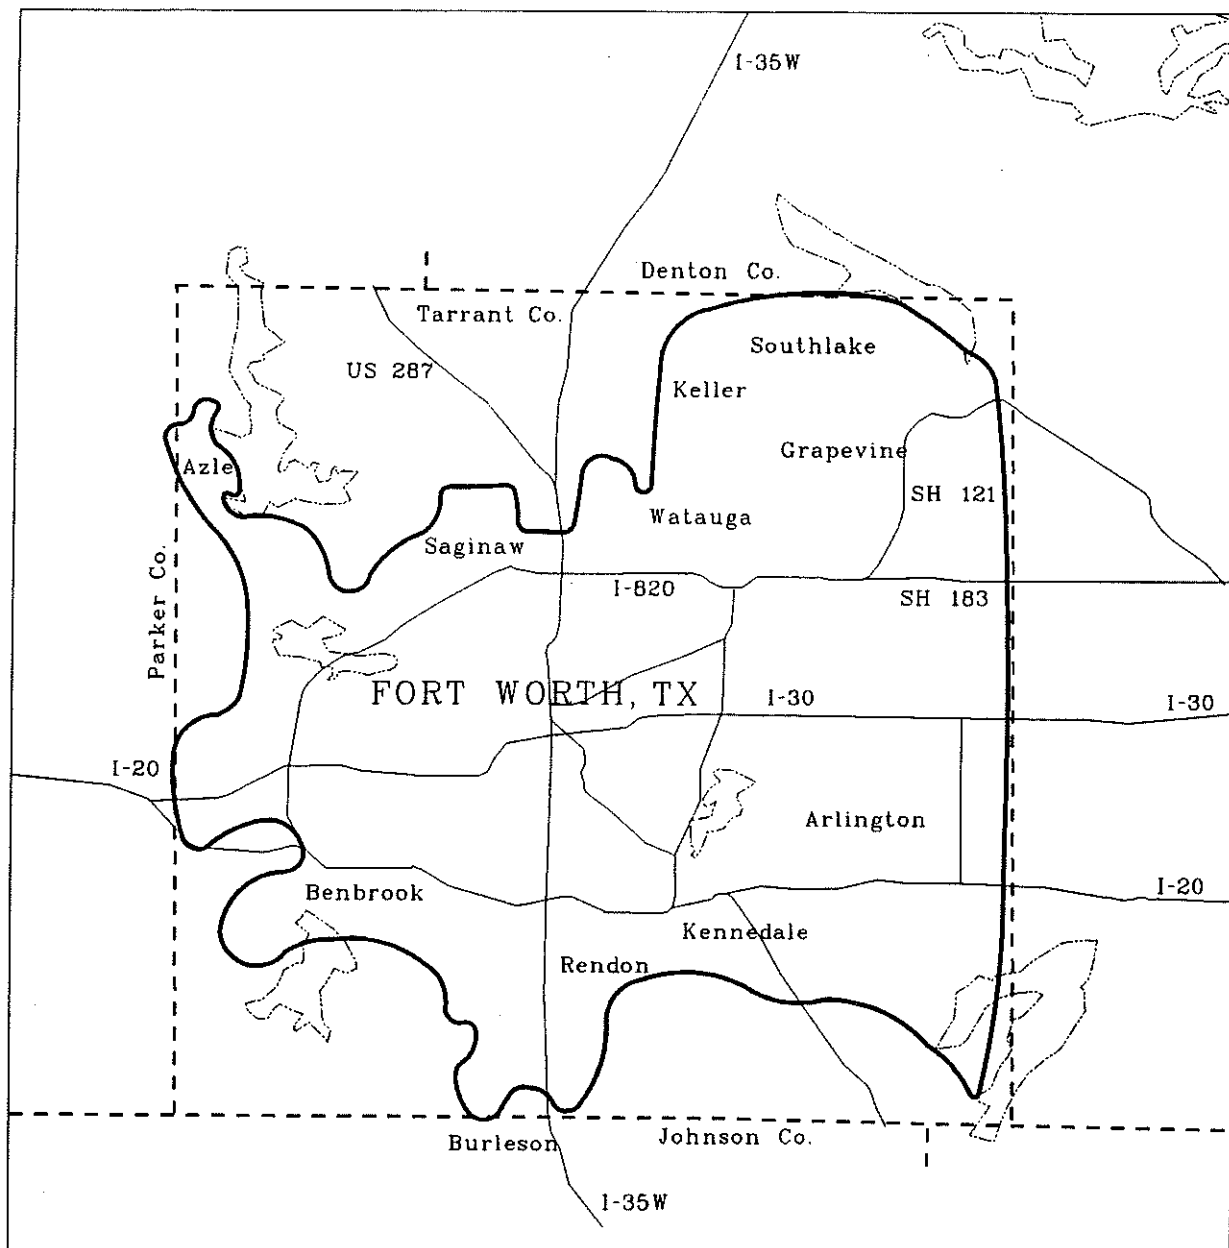 I-35W
Denton Co.
Tarrant Co.
Southlake
US 287
Keller
Grapevine
Azle
SH 121
Watauga
Saginaw
I-820
SH 183
Parker Co.
FORT WORTH, TX
I-30
I-30
I-20
Arlington
Benbrook
I-20
Kennedale
Rendon
Burleson
Johnson Co.
I-35W